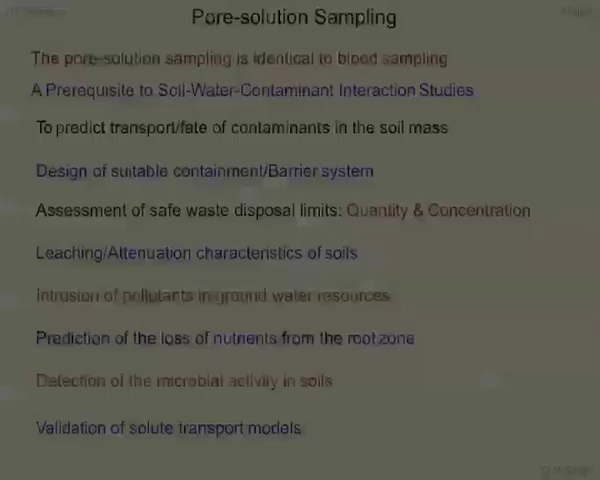 Pore-solution Sampling
The pore-solution sampling is identical to blood sampling
A Prerequisite to Soil-Water-Contaminant Interaction Studies
To predict transport/fate of contaminants in the soil mass
Design of suitable containment/Barrier system
Assessment of safe waste disposal limits: Quantity & Concentration
Leaching/Attenuation characteristics of soils
Intrusion of pollutants in ground water resources
Prediction of the loss of nutrients from the root zone
Detection of the microbial activity in soils
Validation of solute transport models